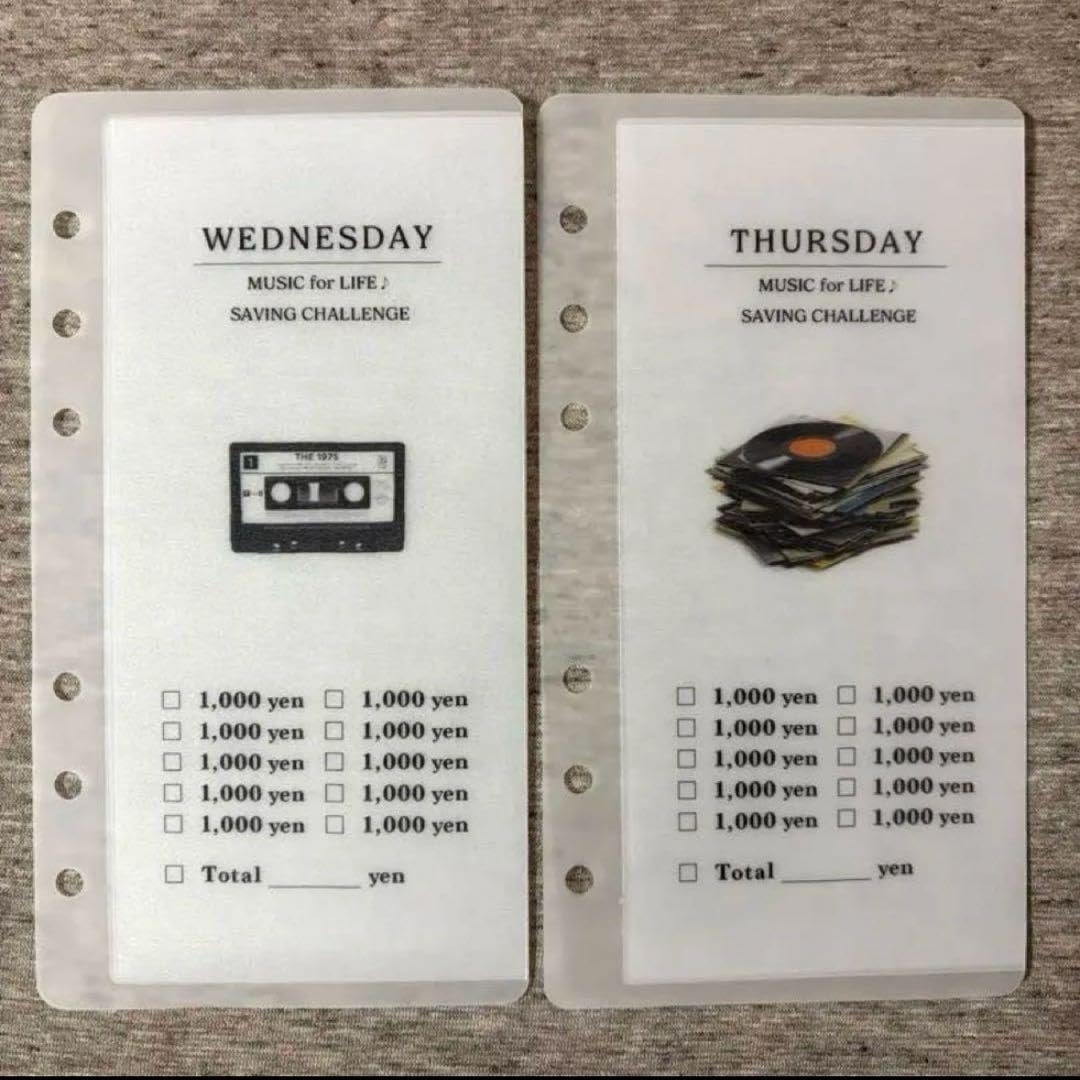 WEDNESDAY
MUSIC for LIFE♪
SAVING CHALLENGE
1
THE 1975
☐ 1,000 yen ☐ 1,000 yen
☐ 1,000 yen ☐ 1,000 yen
☐ 1,000 yen ☐ 1,000 yen
☐ 1,000 yen ☐ 1,000 yen
☐ 1,000 yen ☐ 1,000 yen
☐ Total ________ yen
THURSDAY
MUSIC for LIFE♪
SAVING CHALLENGE
☐ 1,000 yen ☐ 1,000 yen
☐ 1,000 yen ☐ 1,000 yen
☐ 1,000 yen ☐ 1,000 yen
☐ 1,000 yen ☐ 1,000 yen
☐ 1,000 yen ☐ 1,000 yen
☐ Total ________ yen